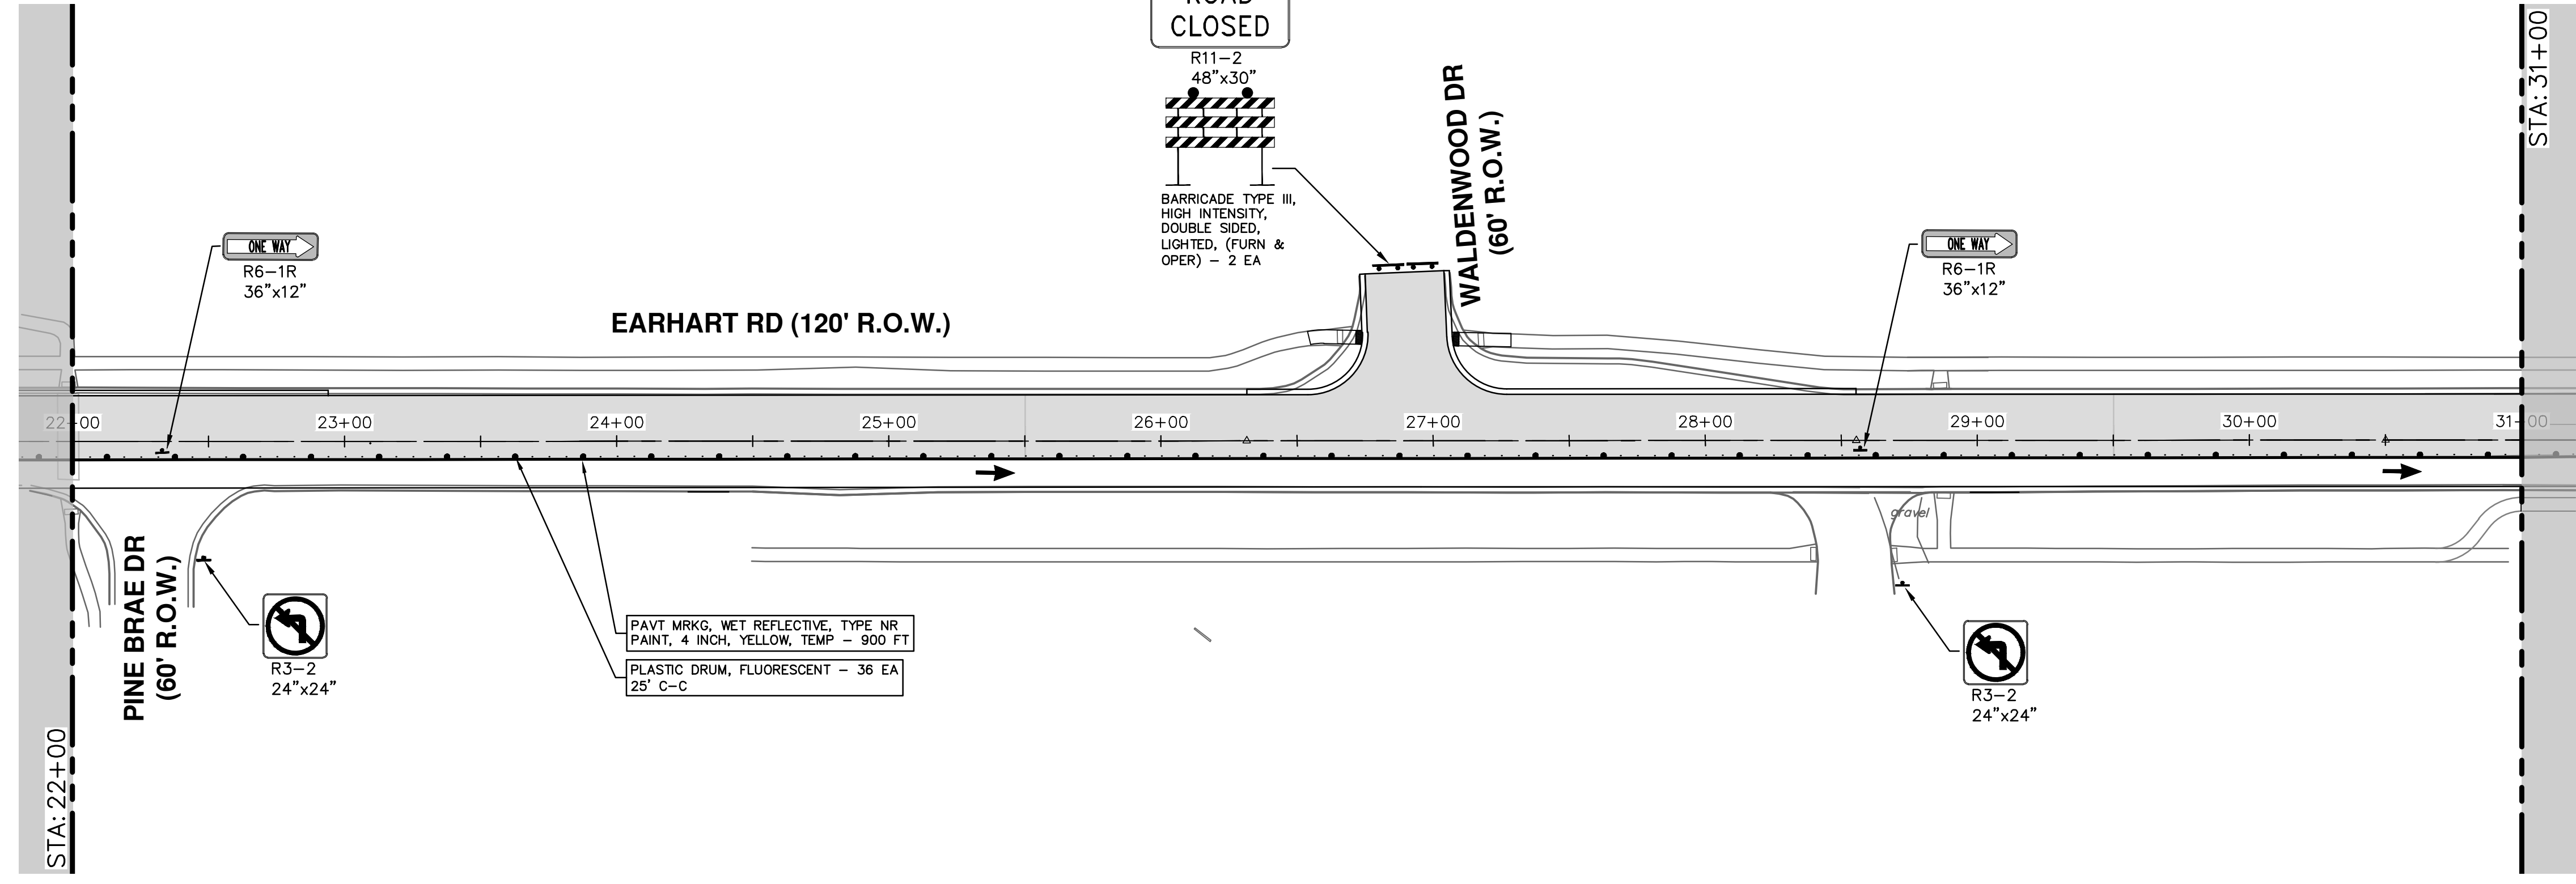 ROAD
CLOSED
R11-2
48"x30"
BARRICADE TYPE III,
HIGH INTENSITY,
DOUBLE SIDED,
LIGHTED, (FURN &
OPER) - 2 EA
WALDENWOOD DR
(60' R.O.W.)
STA: 31+00
ONE WAY
R6-1R
36"x12"
ONE WAY
R6-1R
36"x12"
EARHART RD (120' R.O.W.)
22+00
23+00
24+00
25+00
26+00
27+00
28+00
29+00
30+00
31+00
gravel
PINE BRAE DR
(60' R.O.W.)
R3-2
24"x24"
PAVT MRKG, WET REFLECTIVE, TYPE NR
PAINT, 4 INCH, YELLOW, TEMP - 900 FT
PLASTIC DRUM, FLUORESCENT - 36 EA
25' C-C
R3-2
24"x24"
STA: 22+00